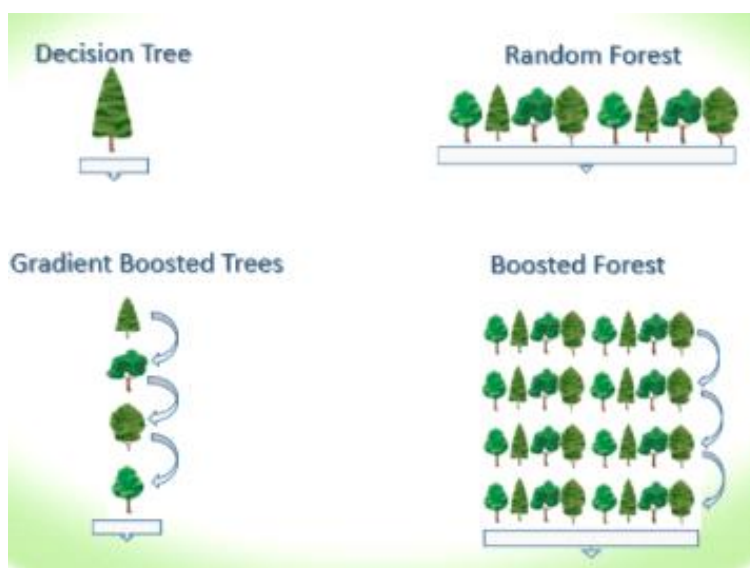 Decision Tree
Random Forest
Gradient Boosted Trees
Boosted Forest